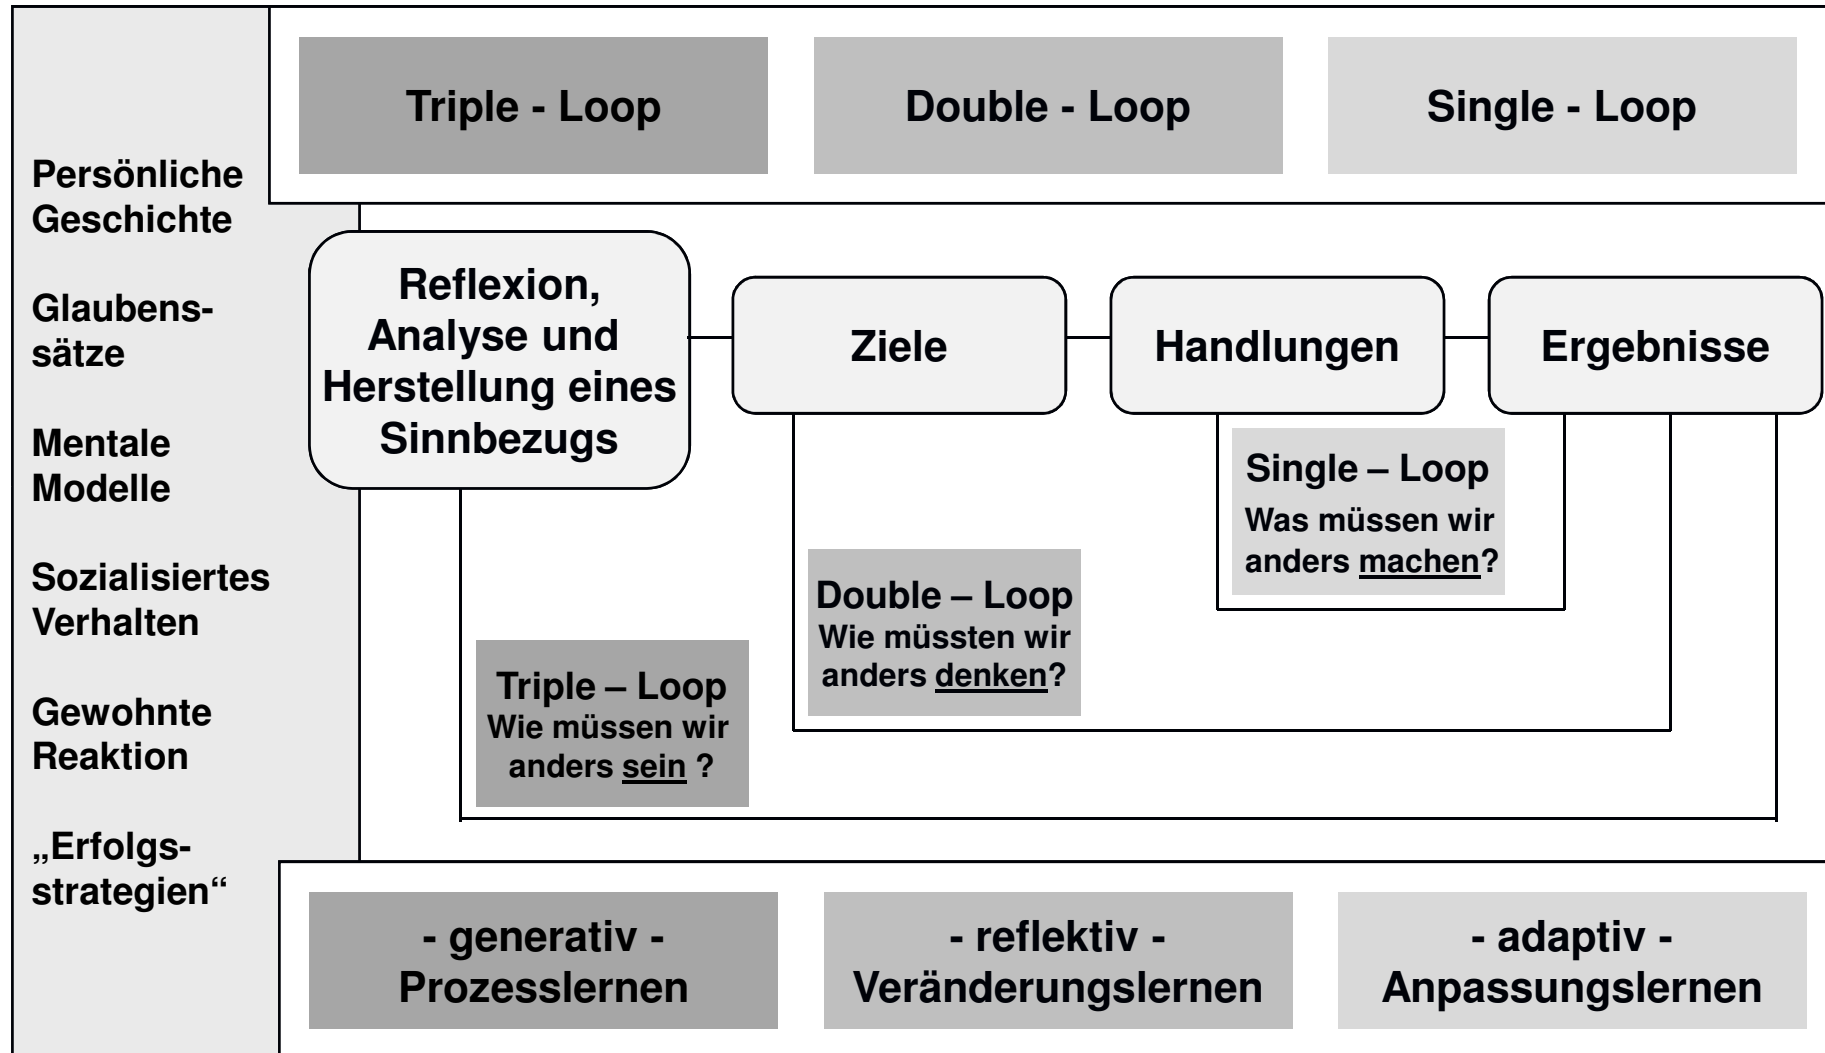 Triple - Loop
Double - Loop
Single - Loop
Persönliche
Geschichte
Glaubens-
sätze
Mentale
Modelle
Sozialisiertes
Verhalten
Gewohnte
Reaktion
„Erfolgs-
strategien“
Reflexion,
Analyse und
Herstellung eines
Sinnbezugs
Ziele
Handlungen
Ergebnisse
Single – Loop
Was müssen wir
anders machen?
Double – Loop
Wie müssten wir
anders denken?
Triple – Loop
Wie müssen wir
anders sein ?
- generativ -
Prozesslernen
- reflektiv -
Veränderungslernen
- adaptiv -
Anpassungslernen